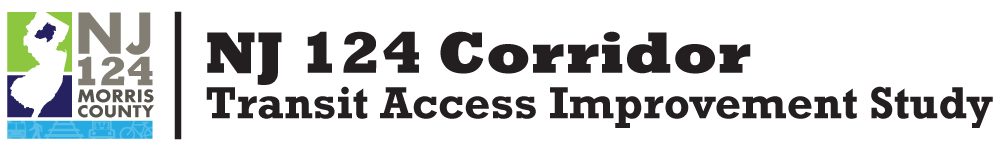 NJ
124
MORRIS
COUNTY
NJ 124 Corridor
Transit Access Improvement Study